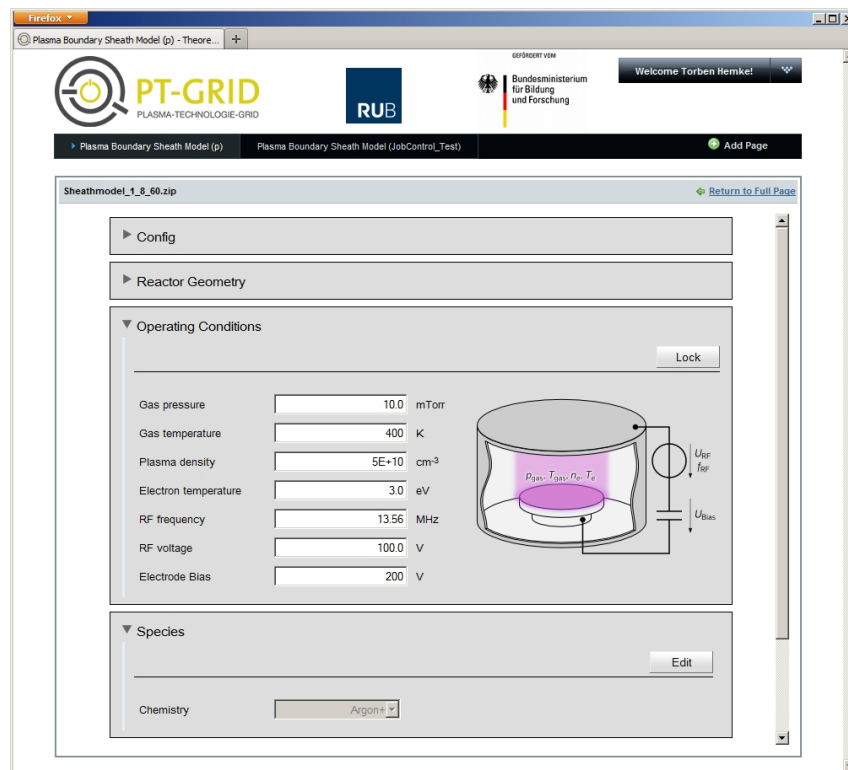 Firefox
Plasma Boundary Sheath Model (p) - Theore...
PT-GRID
PLASMA-TECHNOLOGIE-GRID
RUB
GEFÖRDERT VOM
Bundesministerium
für Bildung
und Forschung
Welcome Torben Hemke!
Plasma Boundary Sheath Model (p)
Plasma Boundary Sheath Model (JobControl_Test)
Add Page
Sheathmodel_1_8_60.zip
Return to Full Page
Config
Reactor Geometry
Operating Conditions
Lock
Gas pressure 10.0 mTorr
Gas temperature 400 K
Plasma density 5E+10 cm-3
Electron temperature 3.0 eV
RF frequency 13.56 MHz
RF voltage 100.0 V
Electrode Bias 200 V
pgas, Tgas, ne, Te
URF
fRF
UBias
Species
Edit
Chemistry Argon+